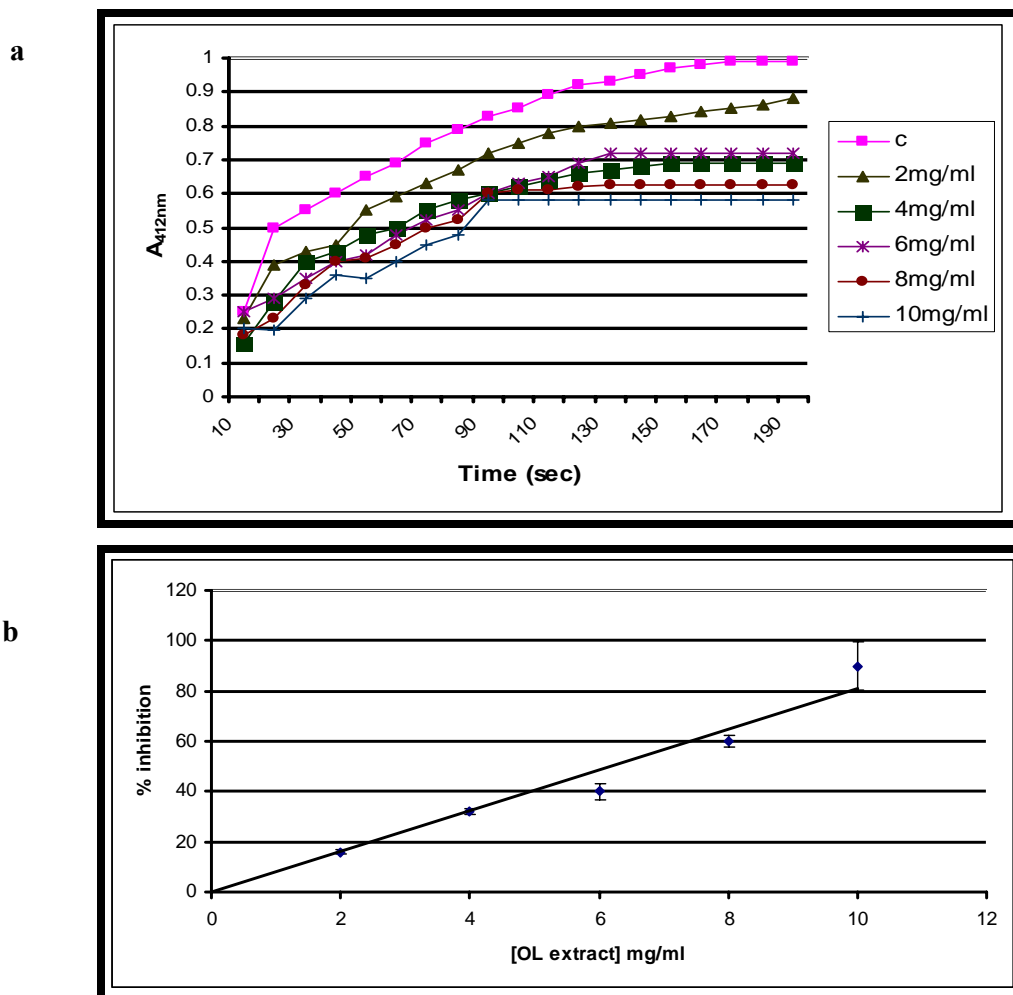 a
1
0.9
0.8
0.7
0.6
0.5
0.4
0.3
0.2
0.1
0
A412nm
10 30 50 70 90 110 130 150 170 190
Time (sec)
c
2mg/ml
4mg/ml
6mg/ml
8mg/ml
10mg/ml
b
120
100
80
60
40
20
0
% inhibition
0 2 4 6 8 10 12
[OL extract] mg/ml